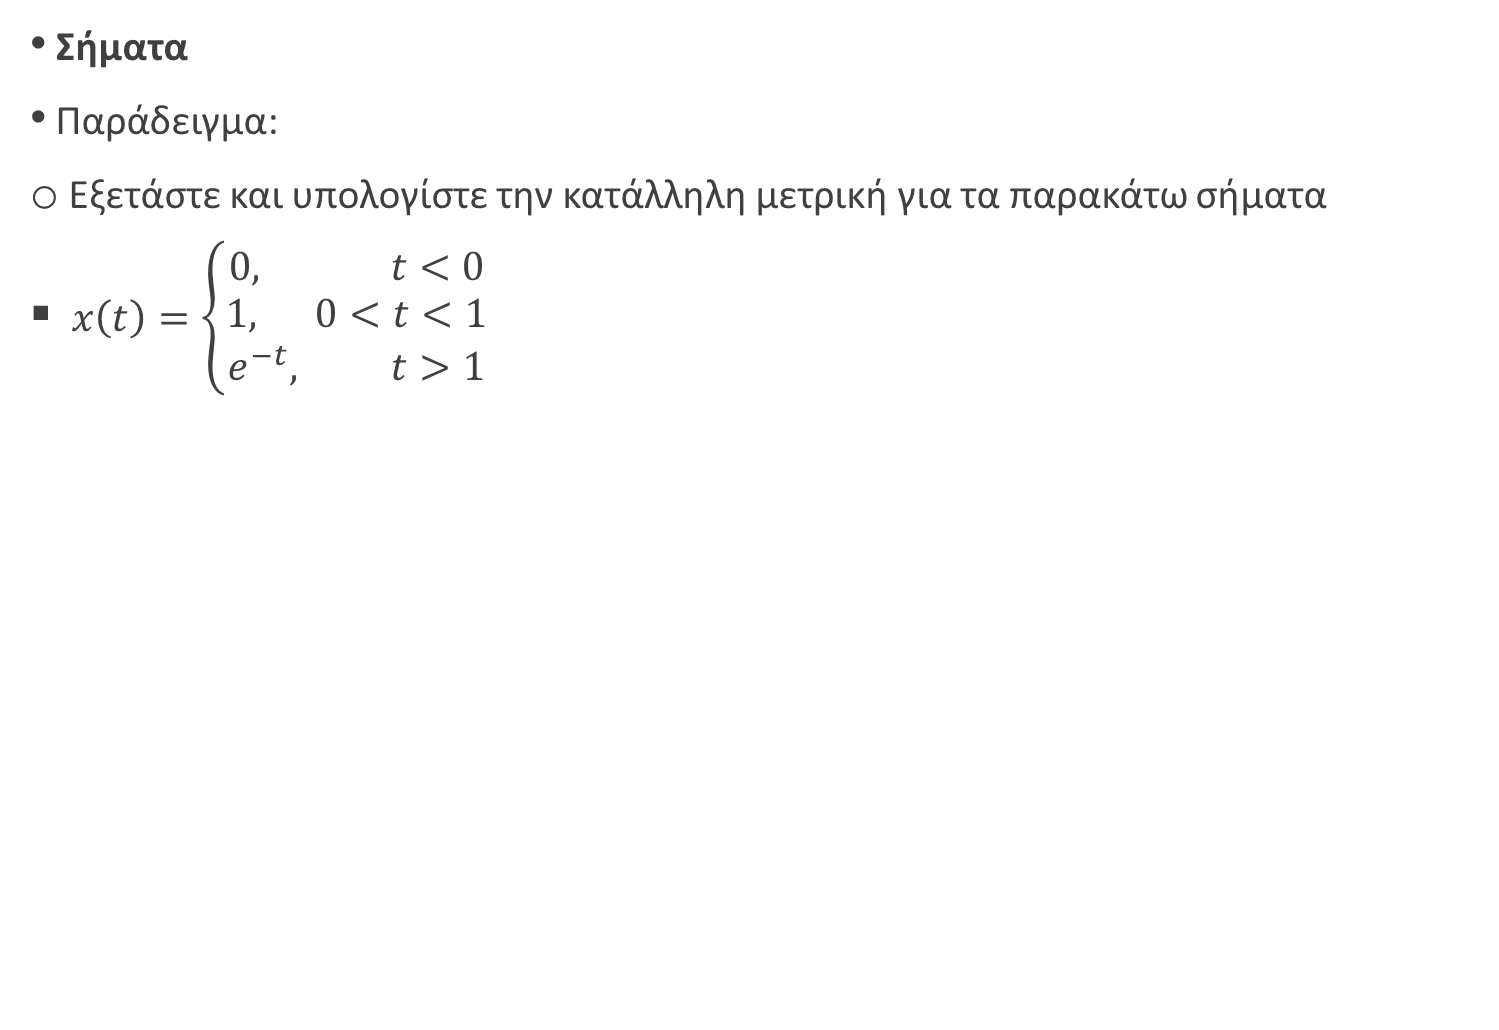 • Σήματα
• Παράδειγμα:
○ Εξετάστε και υπολογίστε την κατάλληλη μετρική για τα παρακάτω σήματα
▪ x(t) = { 0, t < 0
1, 0 < t < 1
e^{−t}, t > 1